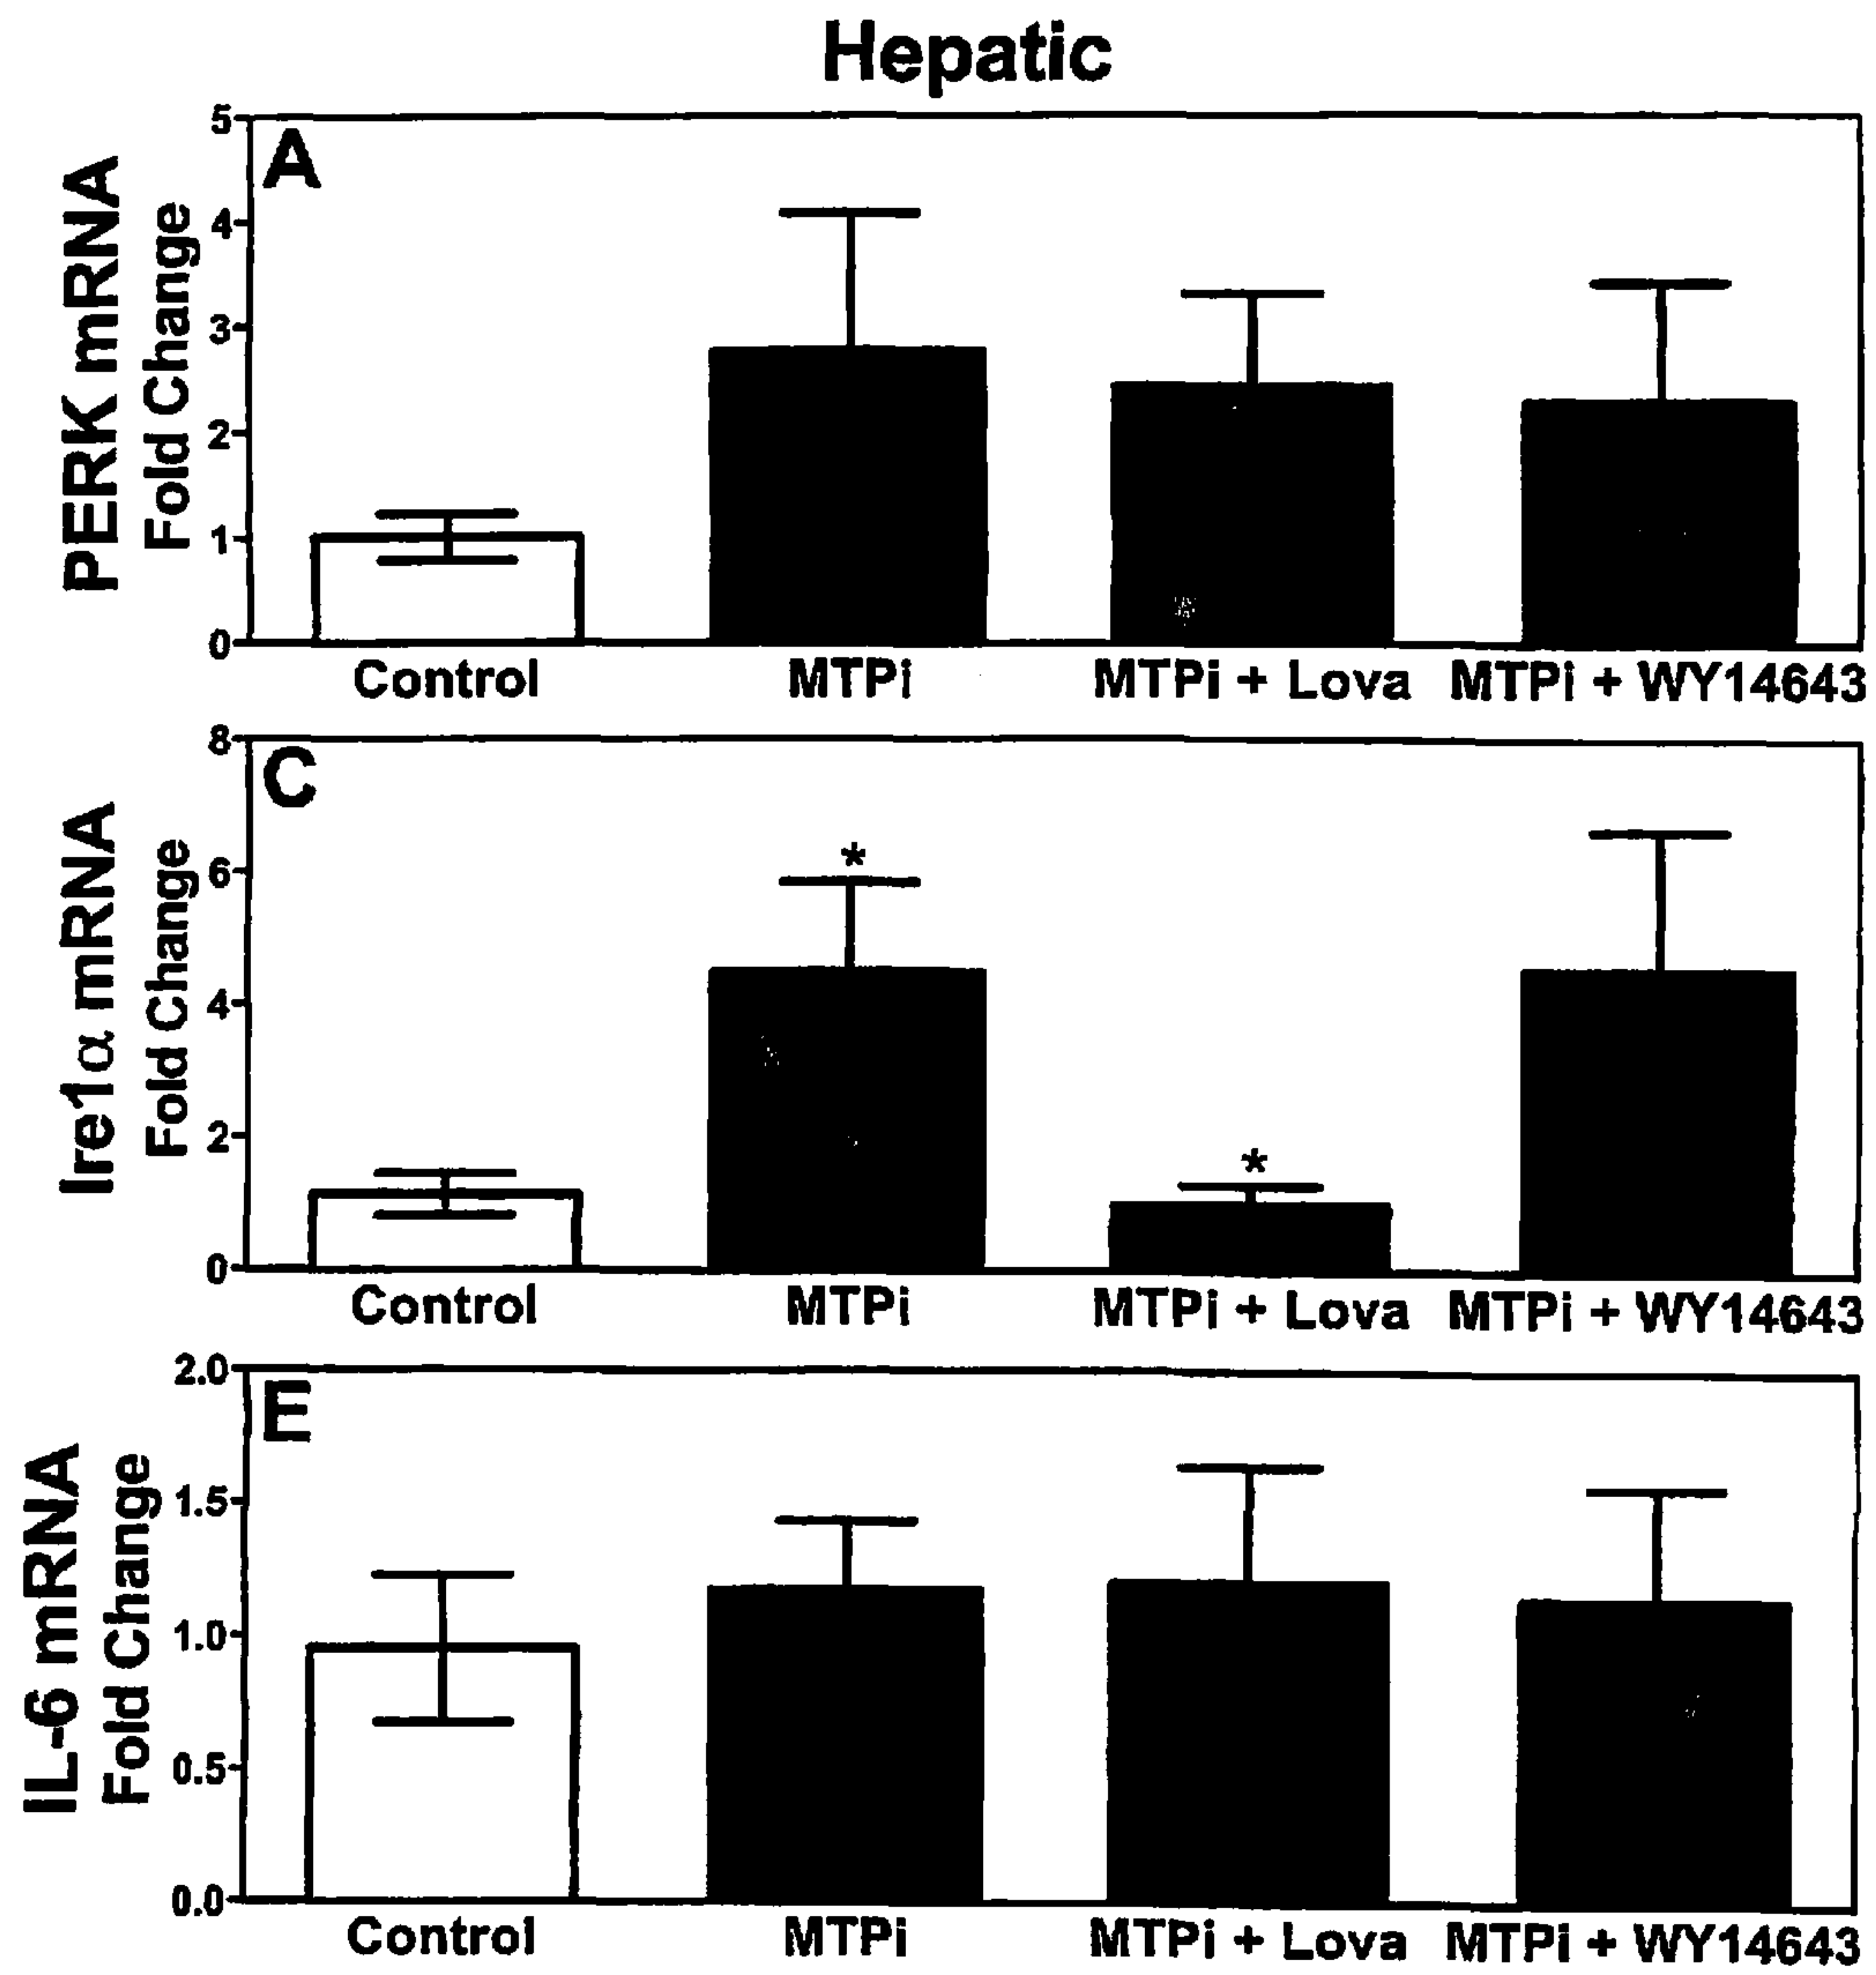 Hepatic
A
PERK mRNA
Fold Change
5
4
3
2
1
0
Control MTPi MTPi + Lova MTPi + WY14643
C
Ire1α mRNA
Fold Change
8
6
4
2
0
*
*
Control MTPi MTPi + Lova MTPi + WY14643
E
IL-6 mRNA
Fold Change
2.0
1.5
1.0
0.5
0.0
Control MTPi MTPi + Lova MTPi + WY14643